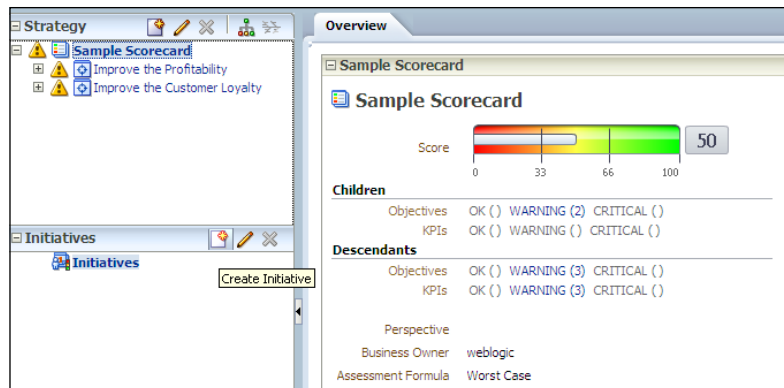 Strategy
Sample Scorecard
Improve the Profitability
Improve the Customer Loyalty
Initiatives
Initiatives
Create Initiative
Overview
Sample Scorecard
Sample Scorecard
Score
50
0 33 66 100
Children
Objectives OK () WARNING (2) CRITICAL ()
KPIs OK () WARNING () CRITICAL ()
Descendants
Objectives OK () WARNING (3) CRITICAL ()
KPIs OK () WARNING (3) CRITICAL ()
Perspective
Business Owner weblogic
Assessment Formula Worst Case